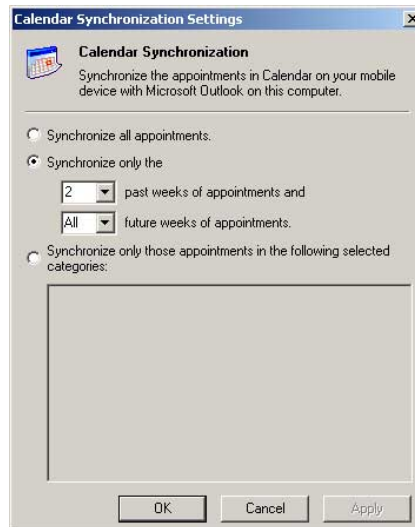 Calendar Synchronization Settings
Calendar Synchronization
Synchronize the appointments in Calendar on your mobile
device with Microsoft Outlook on this computer.
Synchronize all appointments.
Synchronize only the
2 past weeks of appointments and
All future weeks of appointments.
Synchronize only those appointments in the following selected
categories:
OK Cancel Apply